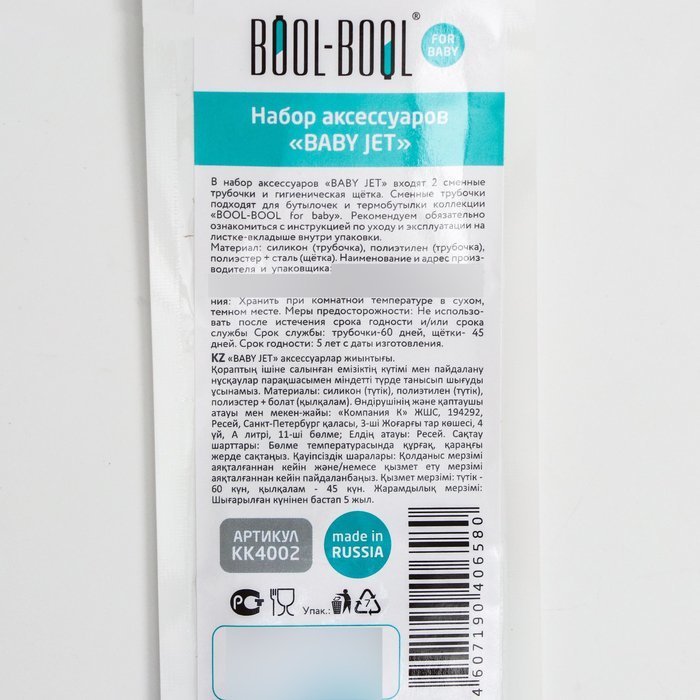 BOOL-BOOL®
FOR
BABY
Набор аксессуаров
«BABY JET»
В набор аксессуаров «BABY JET» входят 2 сменные
трубочки и гигиеническая щётка. Сменные трубочки
подходят для бутылочек и термобутылки коллекции
«BOOL-BOOL for baby». Рекомендуем обязательно
ознакомиться с инструкцией по уходу и эксплуатации на
листке-вкладыше внутри упаковки.
Материал: силикон (трубочка), полиэтилен (трубочка),
полиэстер + сталь (щётка). Наименование и адрес произ-
водителя и упаковщика:
ния: Хранить при комнатной температуре в сухом,
темном месте. Меры предосторожности: Не использо-
вать после истечения срока годности и/или срока
службы Срок службы: трубочки-60 дней, щётки- 45
дней. Срок годности: 5 лет с даты изготовления.
KZ «BABY JET» аксессуарлар жиынтығы.
Қораптың ішіне салынған емізіктің күтімі мен пайдалану
нұсқаулар парақшасымен міндетті түрде танысып шығуды
ұсынамыз. Материалы: силикон (түтік), полиэтилен (түтік),
полиэстер + болат (қылқалам). Өндірушінің және қаптаушы
атауы мен мекен-жайы: «Компания К» ЖШС, 194292,
Ресей, Санкт-Петербург қаласы, 3-ші Жоғарғы тар көшесі, 4
үй, А литрі, 11-ші бөлме; Елдің атауы: Ресей. Сақтау
шарттары: Бөлме температурасында құрғақ, қараңғы
жерде сақтаңыз. Қауіпсіздік шаралары: Қолданыс мерзімі
аяқталғаннан кейін және/немесе қызмет ету мерзімі
аяқталғаннан кейін пайдаланбаңыз. Қызмет мерзімі: түтік -
60 күн, қылқалам - 45 күн. Жарамдылық мерзімі:
Шығарылған күнінен бастап 5 жыл.
АРТИКУЛ
КК4002
made in
RUSSIA
РСТ
Упак.:
7
4 607190 406580